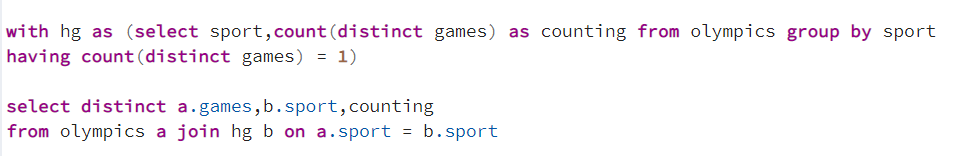 with hg as (select sport,count(distinct games) as counting from olympics group by sport
having count(distinct games) = 1)
select distinct a.games,b.sport,counting
from olympics a join hg b on a.sport = b.sport